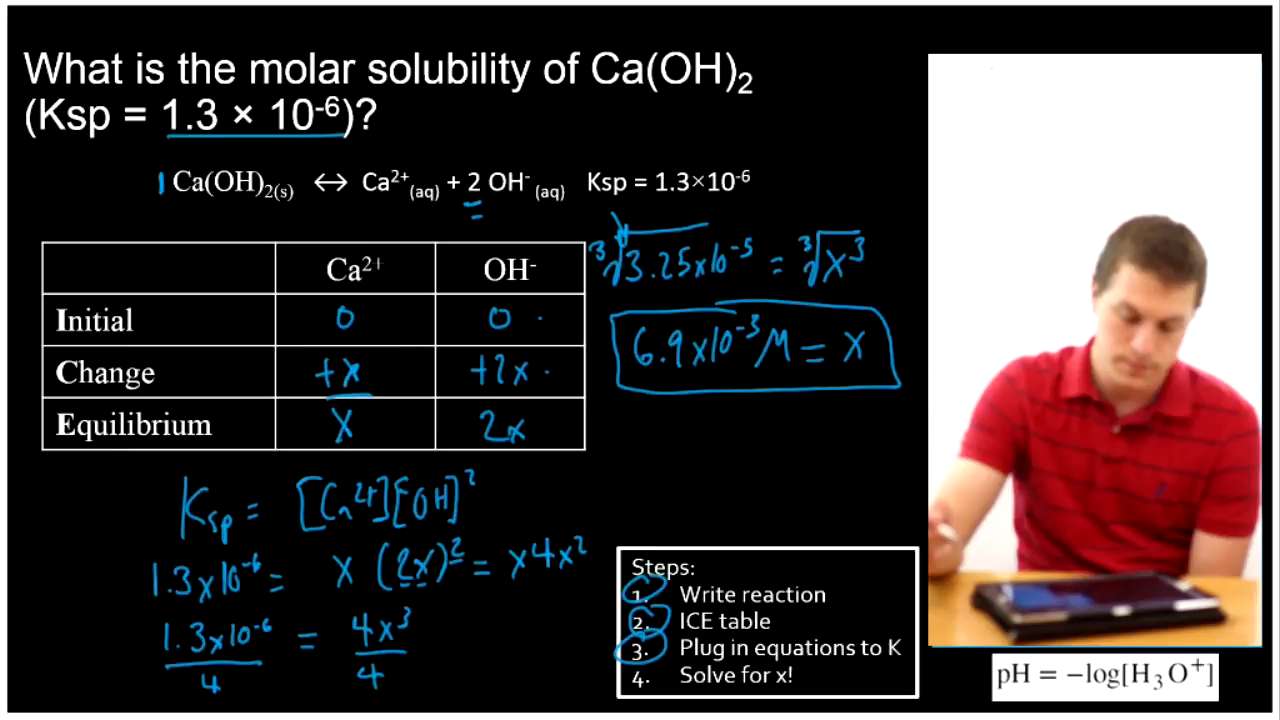 What is the molar solubility of Ca(OH)₂
(Ksp = 1.3 × 10⁻⁶)?
1 Ca(OH)₂₍ₛ₎ ↔ Ca²⁺₍aq₎ + 2 OH⁻ ₍aq₎ Ksp = 1.3×10⁻⁶
Ca²⁺ OH⁻
Initial 0 0
Change +x +2x
Equilibrium X 2x
∛3.25x10⁻⁵ = ∛x³
6.9x10⁻³M = X
Ksp = [Ca²⁺][OH]²
1.3x10⁻⁶ = X (2x)² = x4x²
1.3x10⁻⁶ = 4x³
4 4
Steps:
1. Write reaction
2. ICE table
3. Plug in equations to K
4. Solve for x!
pH = −log[H₃O⁺]